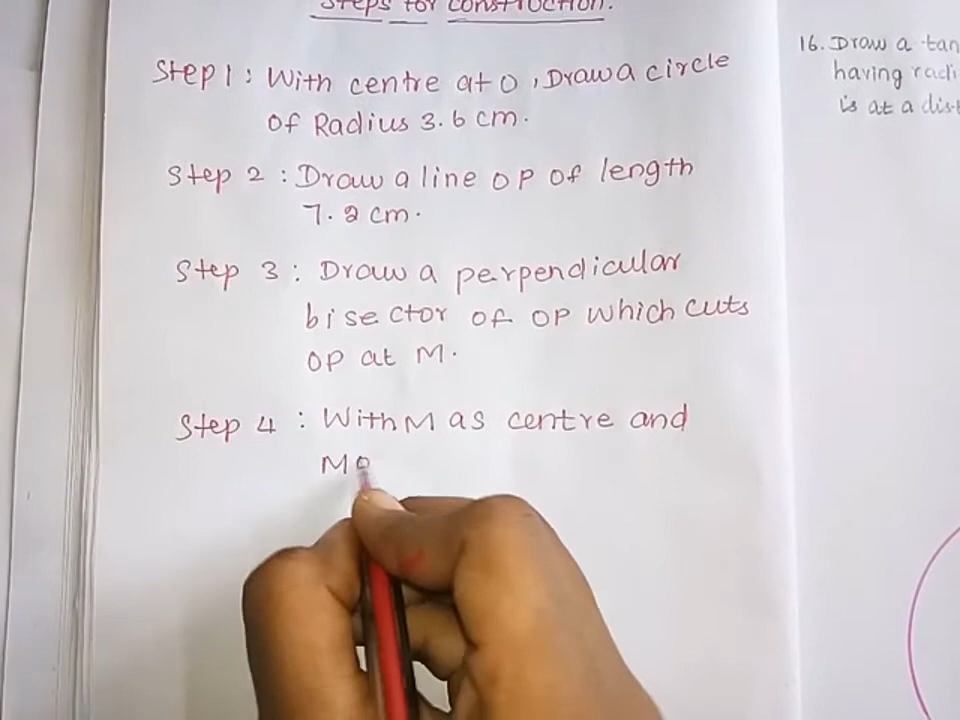 Steps for construction.
Step 1 : With centre at O, Draw a circle
of Radius 3.6 cm.
Step 2 : Draw a line OP of length
7.2 cm.
Step 3 : Draw a perpendicular
bisector of OP which cuts
OP at M.
Step 4 : With M as centre and
MO
16. Draw a tan
having radi
is at a dist